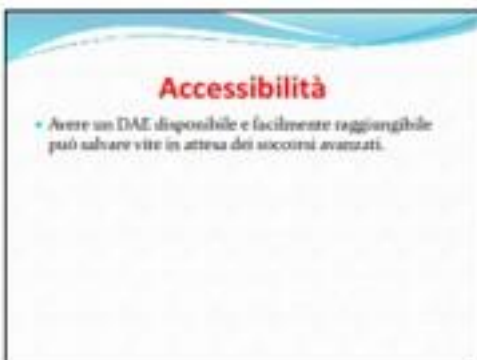 Accessibilità
Avere un DAE disponibile e facilmente raggiungibile
può salvare vite in attesa dei soccorsi avanzati.